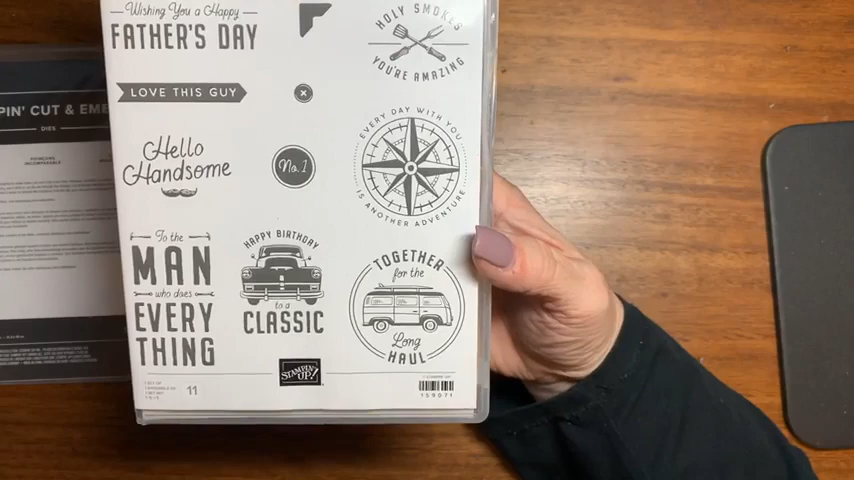 Wishing You a Happy
FATHER'S DAY
HOLY SMOKES
YOU'RE AMAZING
LOVE THIS GUY
PIN' CUT & EMB
DIES
Hello
Handsome
No. 1
EVERY DAY WITH YOU
IS ANOTHER ADVENTURE
To the
MAN
who does
EVERY
THING
HAPPY BIRTHDAY
to a
CLASSIC
TOGETHER
for the
Long
HAUL
STAMPIN' UP!
11
159071